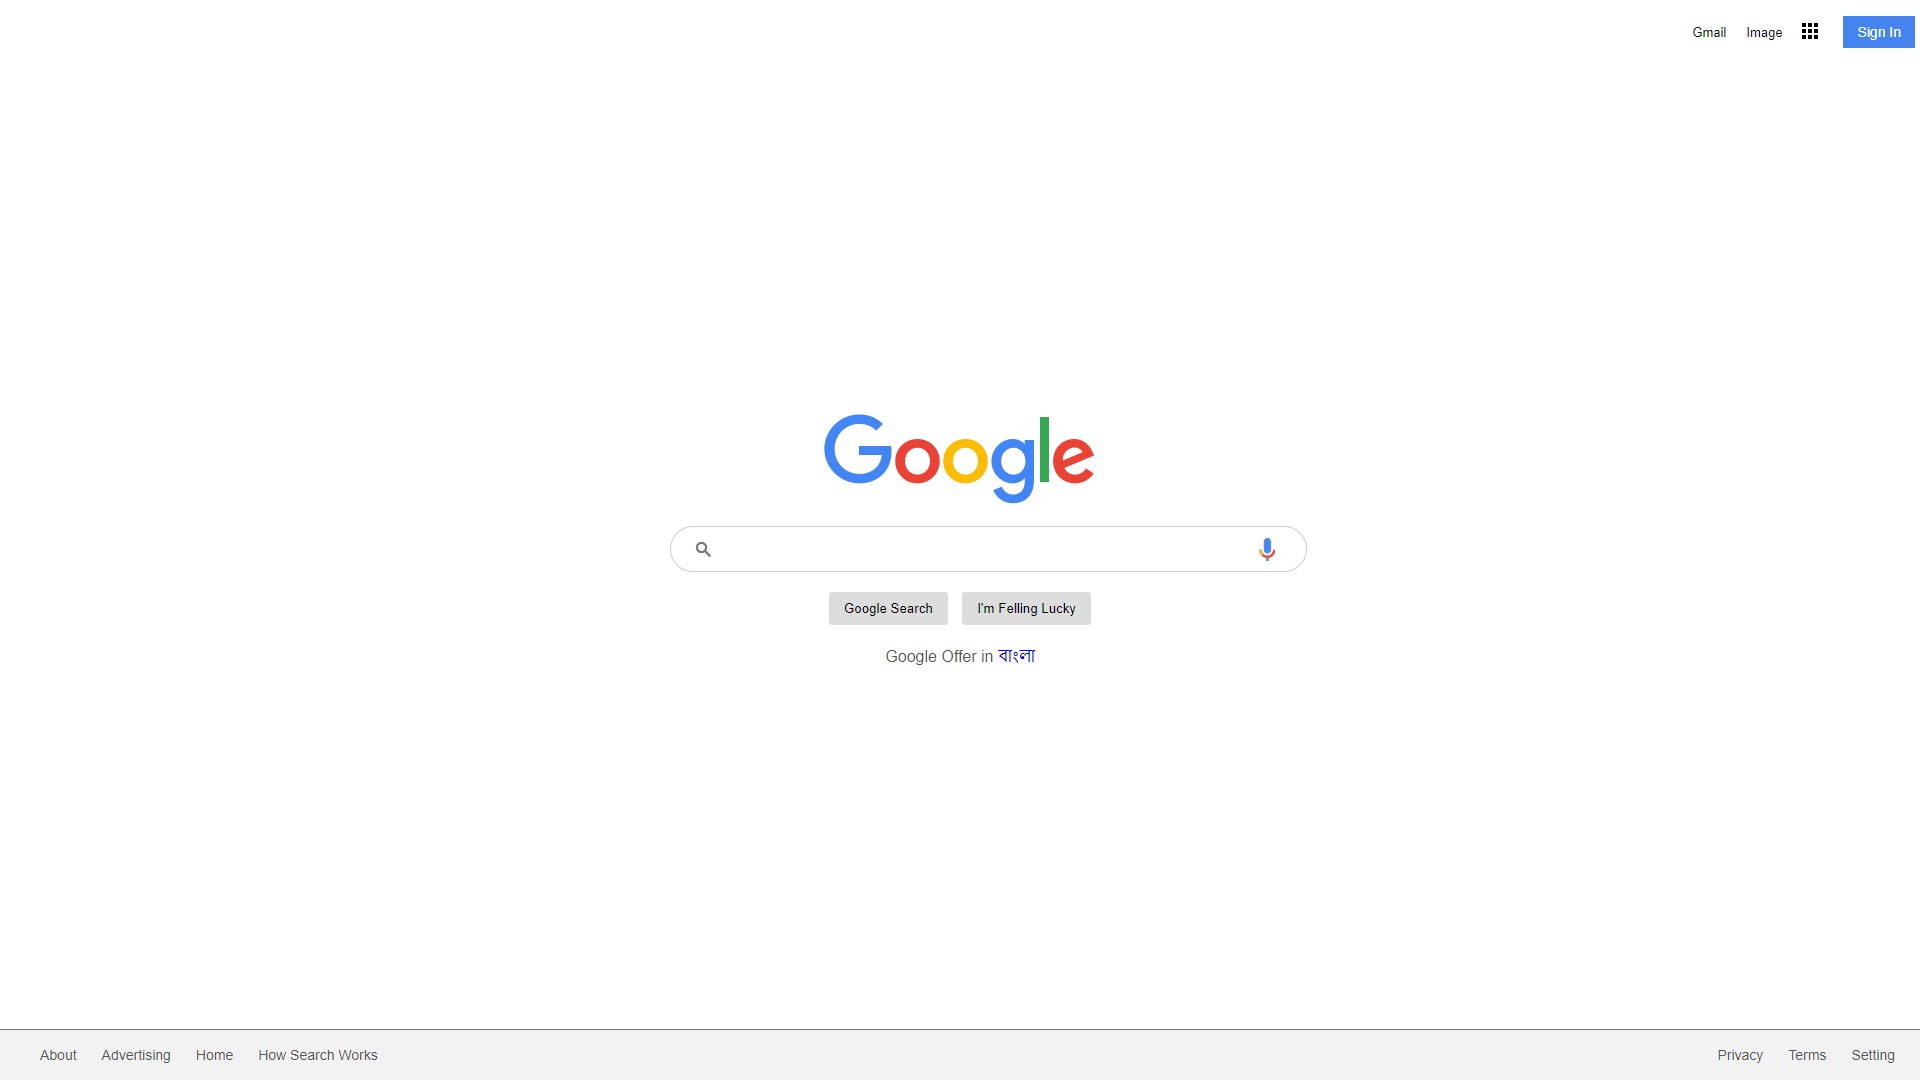 Gmail Image Sign In
Google
Google Search I'm Felling Lucky
Google Offer in বাংলা
About Advertising Home How Search Works Privacy Terms Setting